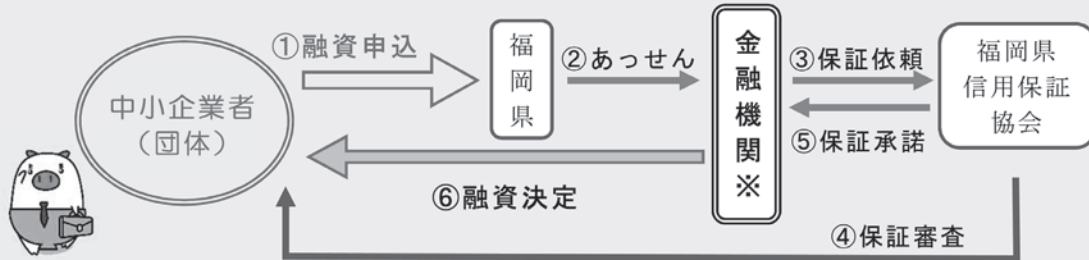 中小企業者
（団体）
①融資申込
福岡県
②あっせん
金融機関※
③保証依頼
⑤保証承諾
福岡県
信用保証
協会
④保証審査
⑥融資決定